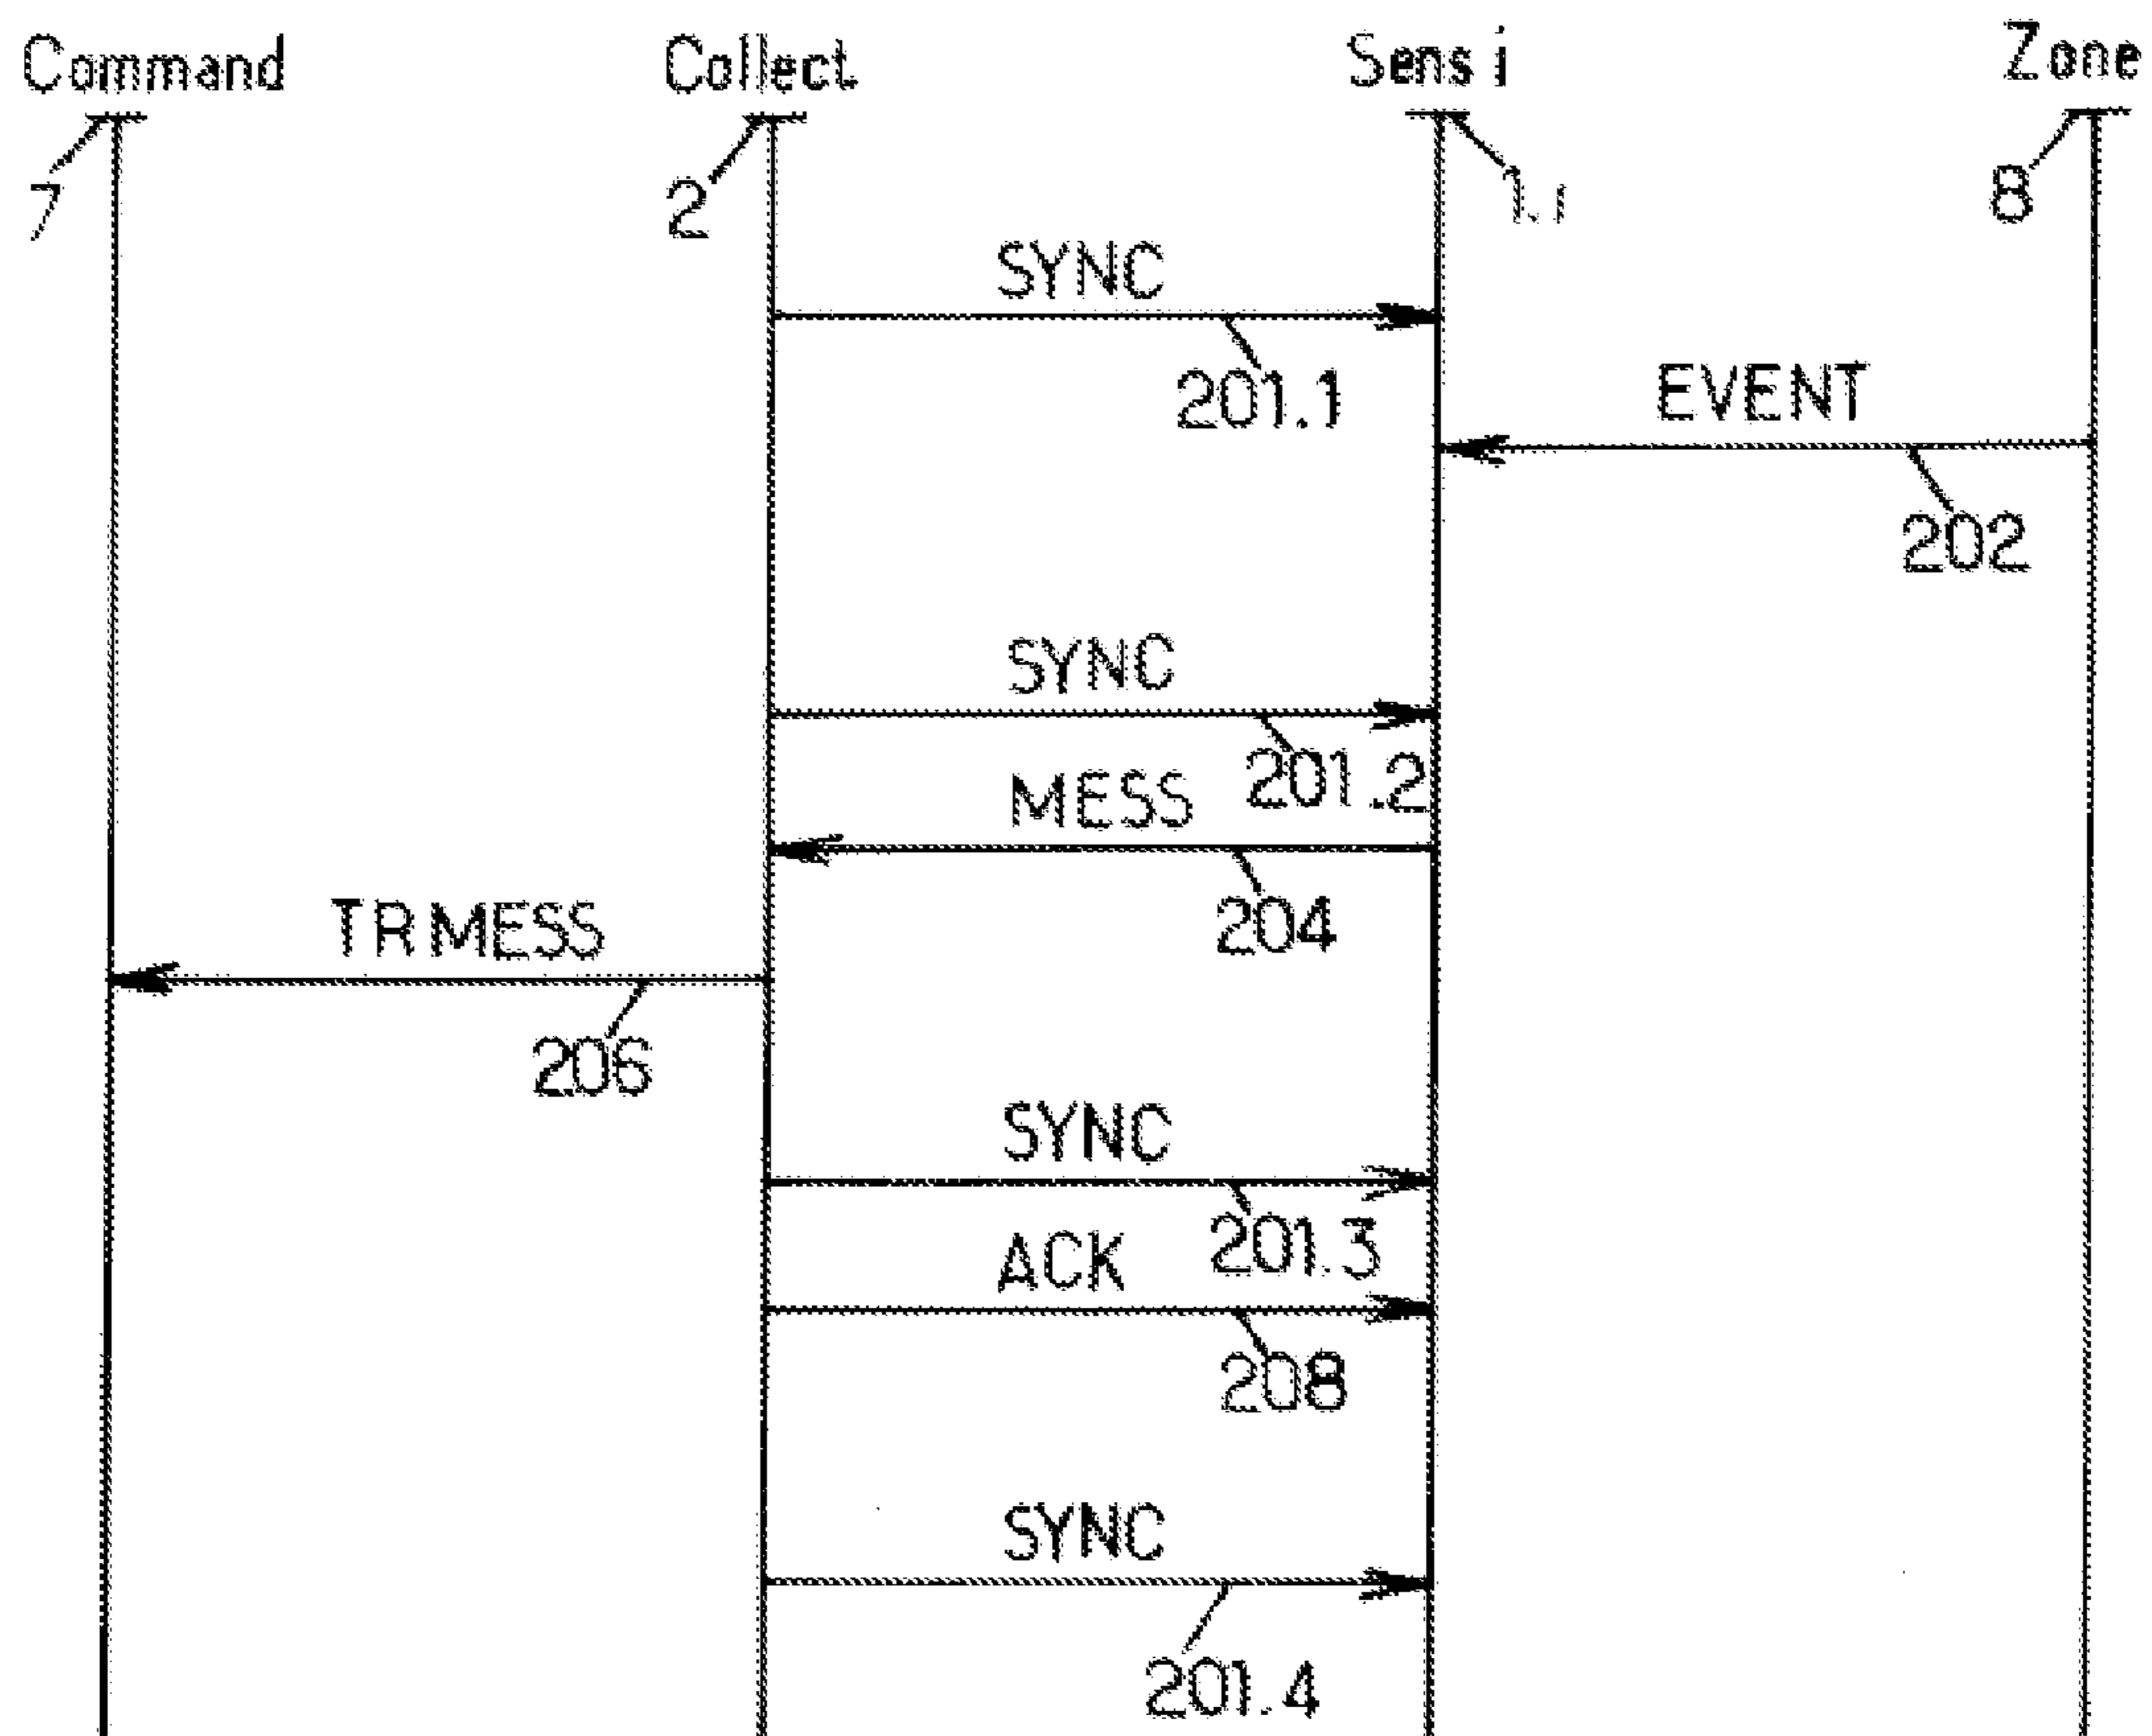 Command Collect Sens i Zone
7 2 1.i 8
SYNC
201.1
EVENT
202
SYNC
201.2
MESS
204
TR MESS
206
SYNC
201.3
ACK
208
SYNC
201.4